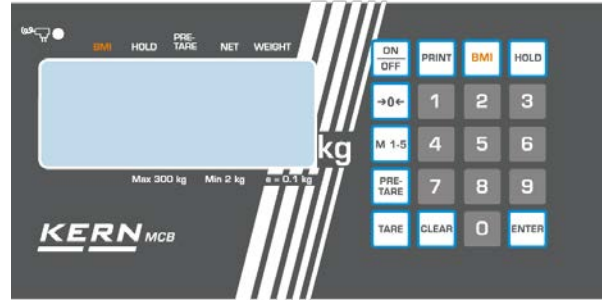 BMI HOLD PRE-TARE NET WEIGHT
kg
Max 300 kg Min 2 kg e = 0.1 kg
KERN MCB
ON OFF PRINT BMI HOLD
→0← 1 2 3
M 1-5 4 5 6
PRE-TARE 7 8 9
TARE CLEAR 0 ENTER